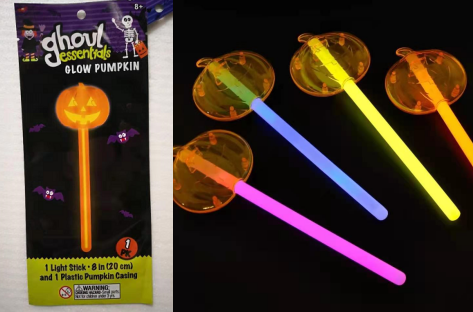 8+
ghoul
essentials
GLOW PUMPKIN
1
PK
1 Light Stick • 8 in (20 cm)
and 1 Plastic Pumpkin Casing
WARNING: